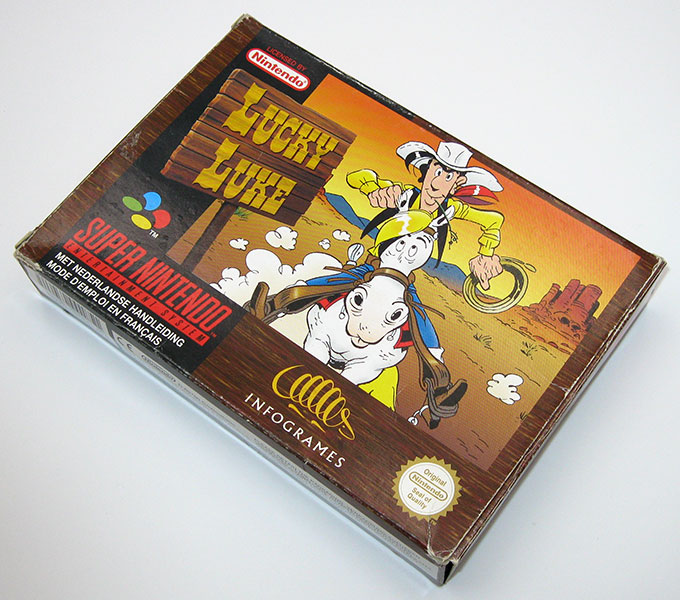 LICENSED BY
Nintendo
LUCKY
LUKE
TM
SUPER NINTENDO
ENTERTAINMENT SYSTEM
MET NEDERLANDSE HANDLEIDING
MODE D'EMPLOI EN FRANÇAIS
INFOGRAMES
Original
Nintendo
Seal of
Quality